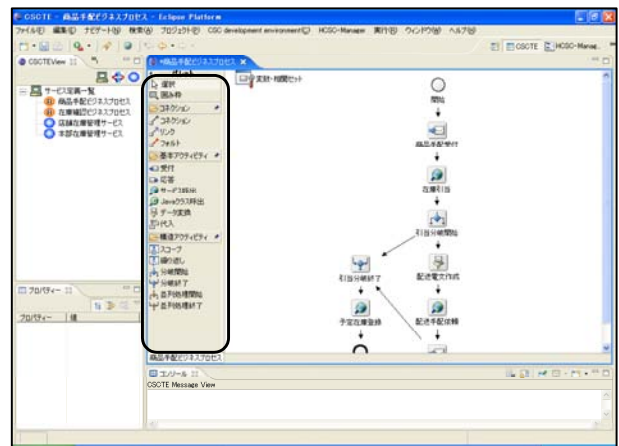 CSCTE - 商品手配ビジネスプロセス - Eclipse Platform
ファイル(F) 編集(E) ナビゲート(N) 検索(A) プロジェクト(P) CSC development environment(C) HCSC-Manager 実行(R) ウィンドウ(W) ヘルプ(H)
CSCTE HCSC-Manag..
CSCTEView
サービス定義一覧
商品手配ビジネスプロセス
在庫確認ビジネスプロセス
店舗在庫管理サービス
本部在庫管理サービス
*商品手配ビジネスプロセス
パレット
選択
囲み枠
コネクション
コネクション
リンク
フォルト
基本アクティビティ
受付
応答
サービス呼出
Javaクラス呼出
データ変換
代入
構造アクティビティ
スコープ
繰り返し
分岐開始
分岐終了
並列処理開始
並列処理終了
変数・相関セット
開始
商品手配受付
在庫引当
引当分岐開始
引当分岐終了
配送電文作成
予定在庫登録
配送手配依頼
商品手配ビジネスプロセス
プロパティー
プロパティー 値
コンソール
CSCTE Message View